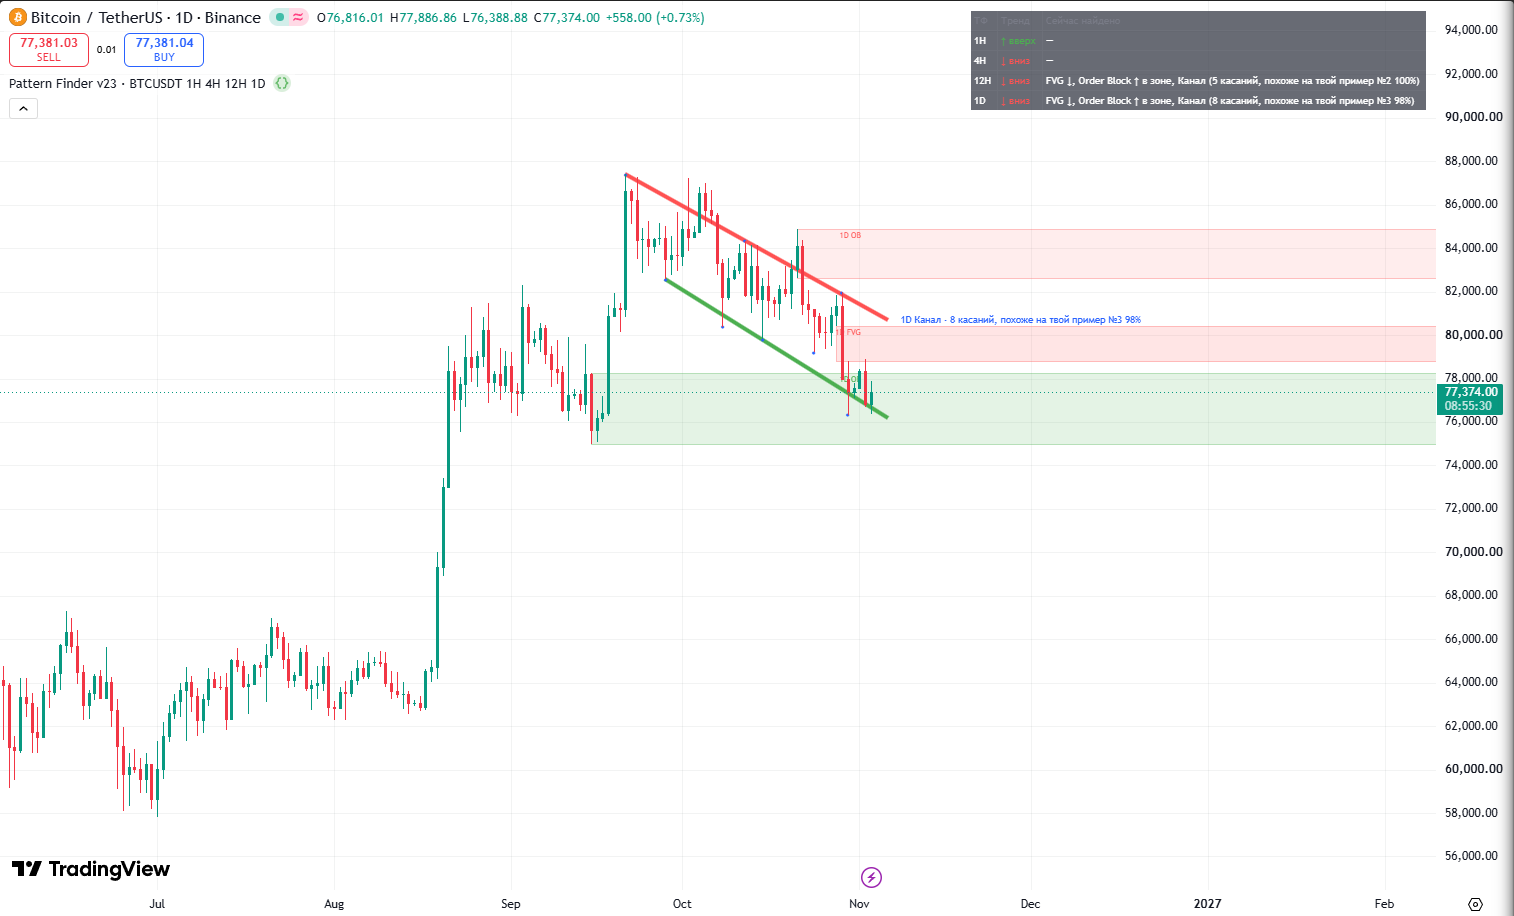 Bitcoin / TetherUS · 1D · Binance O76,816.01 H77,886.86 L76,388.88 C77,374.00 +558.00 (+0.73%)
77,381.03 SELL
0.01
77,381.04 BUY
Pattern Finder v23 · BTCUSDT 1H 4H 12H 1D
ТФ Тренд Сейчас найдено
1H ↑ вверх —
4H ↓ вниз —
12H ↓ вниз FVG ↓, Order Block ↑ в зоне, Канал (5 касаний, похоже на твой пример №2 100%)
1D ↓ вниз FVG ↓, Order Block ↑ в зоне, Канал (8 касаний, похоже на твой пример №3 98%)
94,000.00
92,000.00
90,000.00
88,000.00
86,000.00
84,000.00
82,000.00
80,000.00
78,000.00
77,374.00
08:55:30
76,000.00
74,000.00
72,000.00
70,000.00
68,000.00
66,000.00
64,000.00
62,000.00
60,000.00
58,000.00
56,000.00
1D OB
1D Канал · 8 касаний, похоже на твой пример №3 98%
1D FVG
TradingView
Jul Aug Sep Oct Nov Dec 2027 Feb